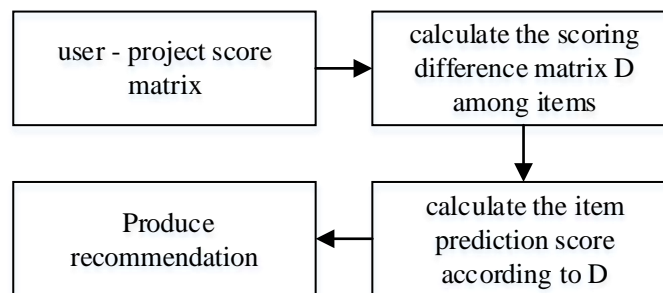 user - project score
matrix
calculate the scoring
difference matrix D
among items
calculate the item
prediction score
according to D
Produce
recommendation